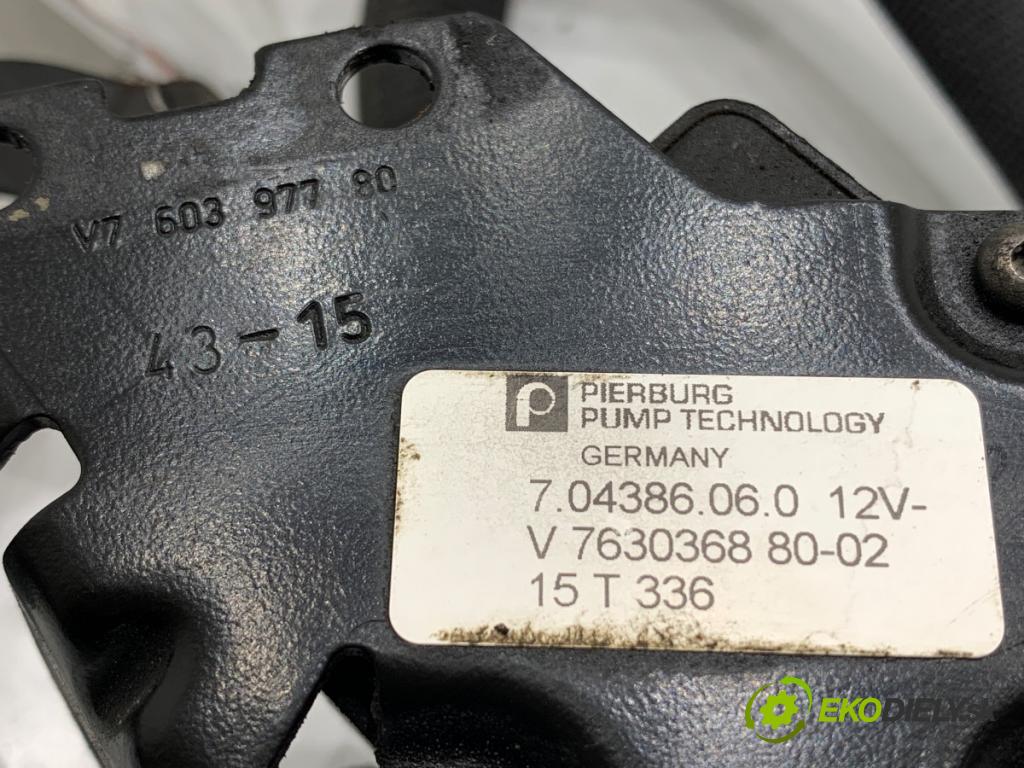 V7 603 977 80
43-15
P PIERBURG
PUMP TECHNOLOGY
GERMANY
7.04386.06.0 12V-
V 7630368 80-02
15 T 336
EKODIELY.SK